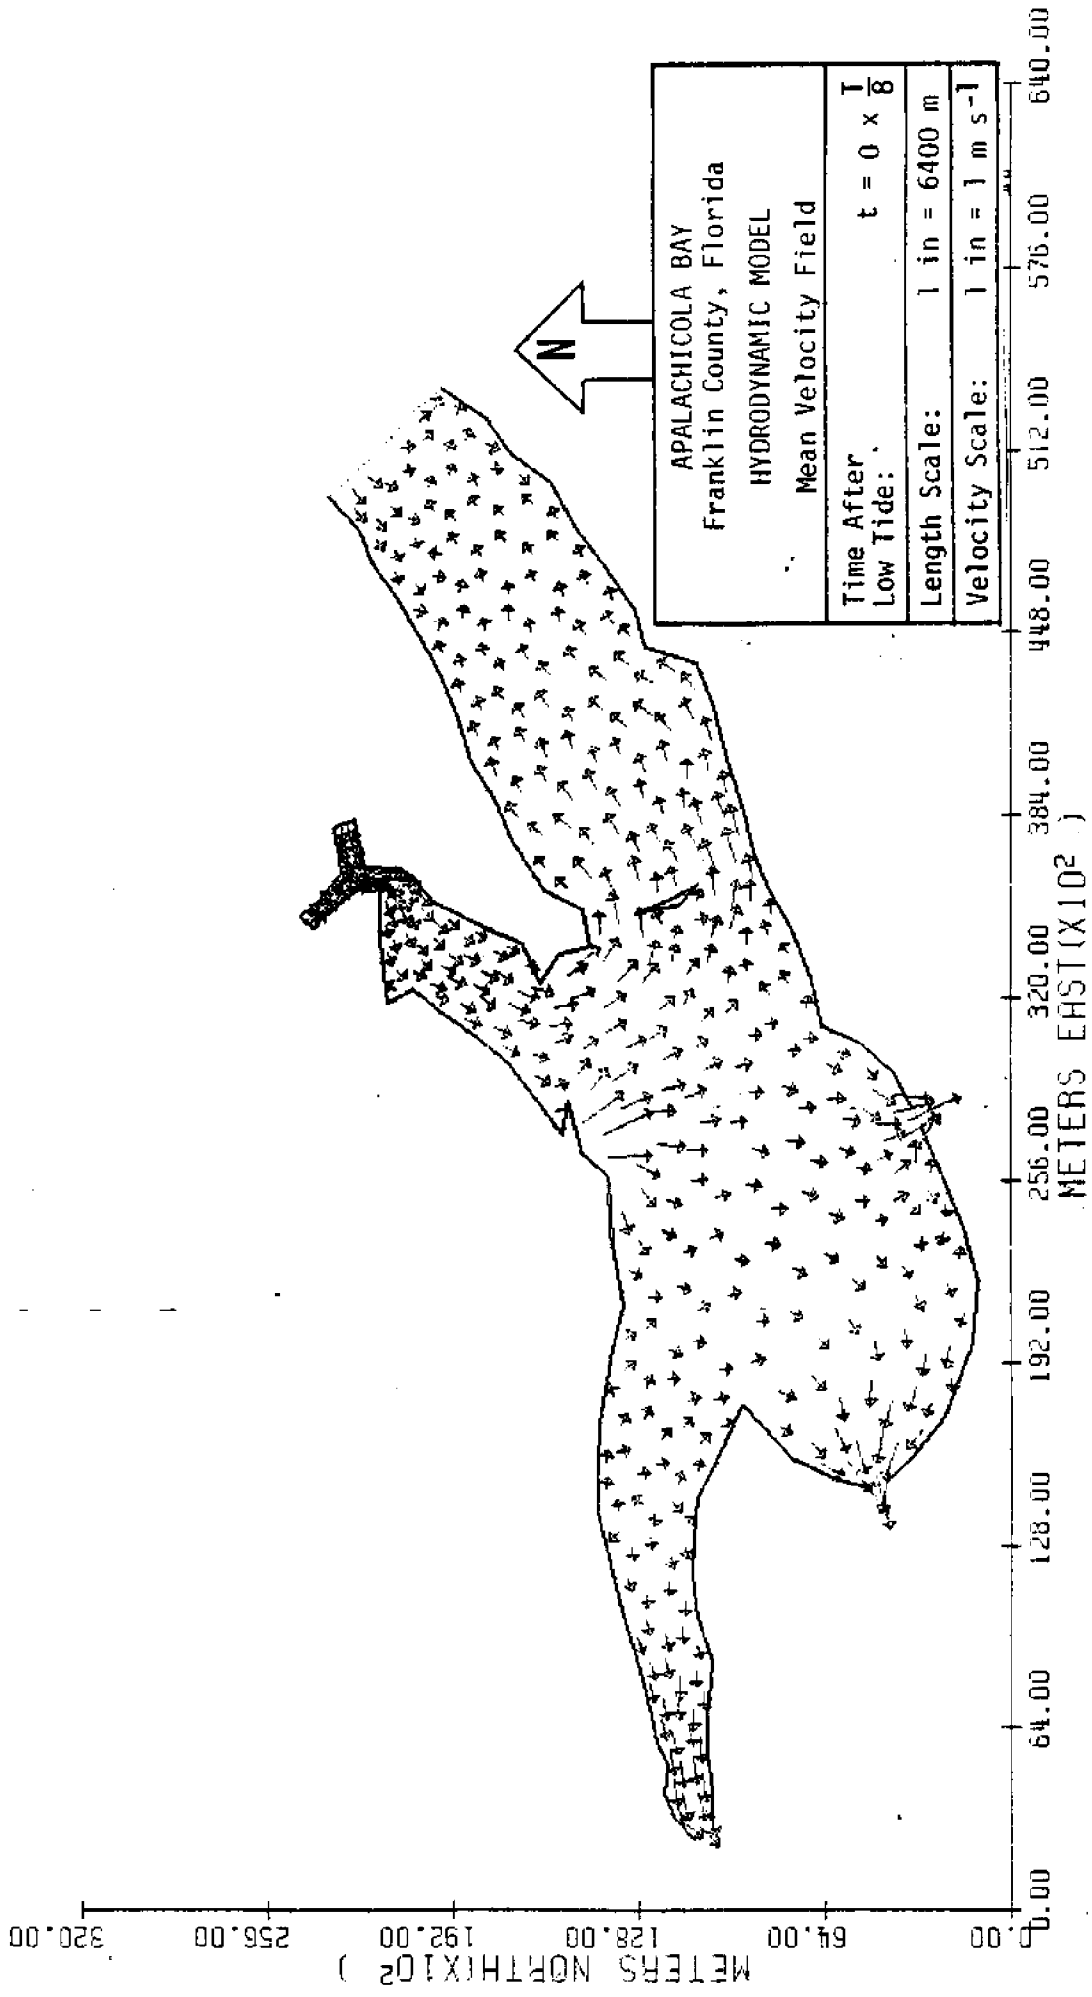 N
APALACHICOLA BAY
Franklin County, Florida
HYDRODYNAMIC MODEL
Mean Velocity Field
Time After
Low Tide: t = 0 x T/8
Length Scale: 1 in = 6400 m
Velocity Scale: 1 in = 1 m s⁻¹
METERS NORTH(X10²)
320.00
256.00
192.00
128.00
64.00
0.00
0.00 64.00 128.00 192.00 256.00 320.00 384.00 448.00 512.00 576.00 640.00
METERS EAST(X10²)